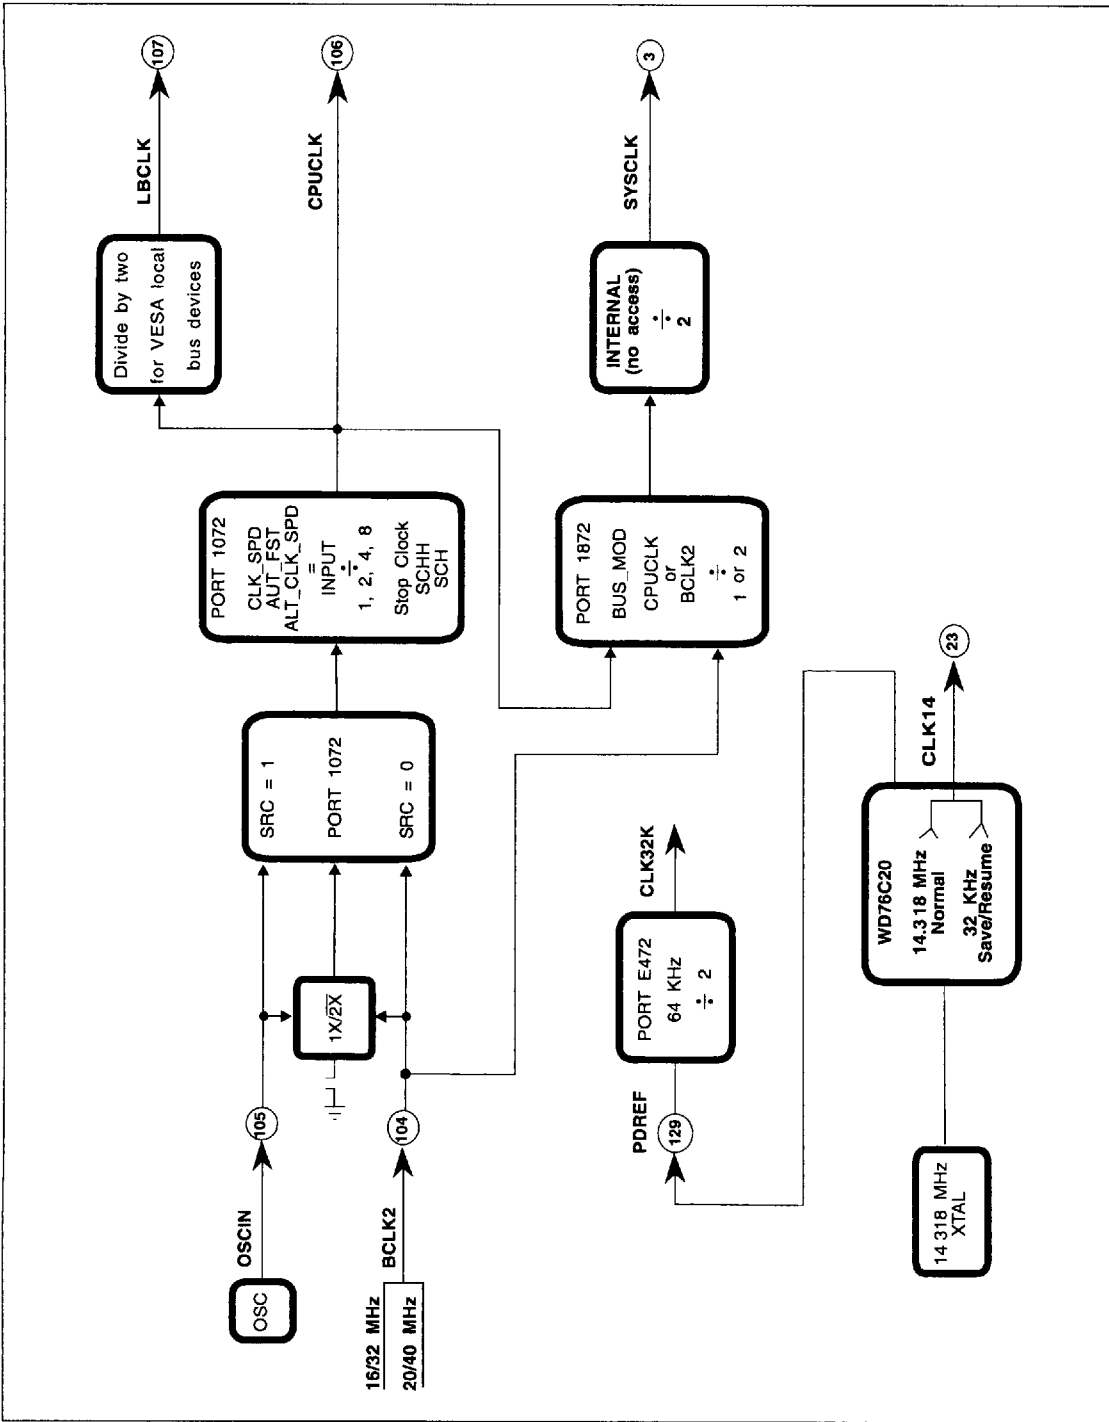 OSC
OSCIN
105
16/32 MHz
20/40 MHz
BCLK2
104
1X/2X
SRC = 1
PORT 1072
SRC = 0
PORT 1072
CLK_SPD
AUT_FST
ALT_CLK_SPD
=
INPUT
÷
1, 2, 4, 8
Stop Clock
SCHH
SCH
Divide by two
for VESA local
bus devices
LBCLK
107
CPUCLK
106
PORT 1872
BUS_MOD
CPUCLK
or
BCLK2
÷
1 or 2
INTERNAL
(no access)
÷
2
SYSCLK
3
PDREF
129
PORT E472
64 KHz
÷ 2
CLK32K
14 318 MHz
XTAL
WD76C20
14.318 MHz
Normal
32 KHz
Save/Resume
CLK14
23